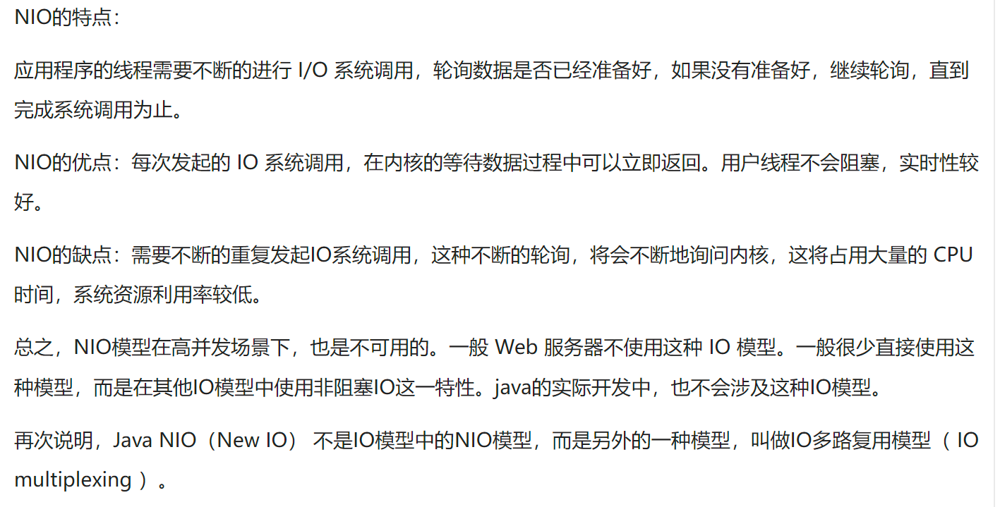 NIO的特点：
应用程序的线程需要不断的进行 I/O 系统调用，轮询数据是否已经准备好，如果没有准备好，继续轮询，直到
完成系统调用为止。
NIO的优点：每次发起的 IO 系统调用，在内核的等待数据过程中可以立即返回。用户线程不会阻塞，实时性较
好。
NIO的缺点：需要不断的重复发起IO系统调用，这种不断的轮询，将会不断地询问内核，这将占用大量的 CPU
时间，系统资源利用率较低。
总之，NIO模型在高并发场景下，也是不可用的。一般 Web 服务器不使用这种 IO 模型。一般很少直接使用这
种模型，而是在其他IO模型中使用非阻塞IO这一特性。java的实际开发中，也不会涉及这种IO模型。
再次说明，Java NIO（New IO） 不是IO模型中的NIO模型，而是另外的一种模型，叫做IO多路复用模型（ IO
multiplexing ）。